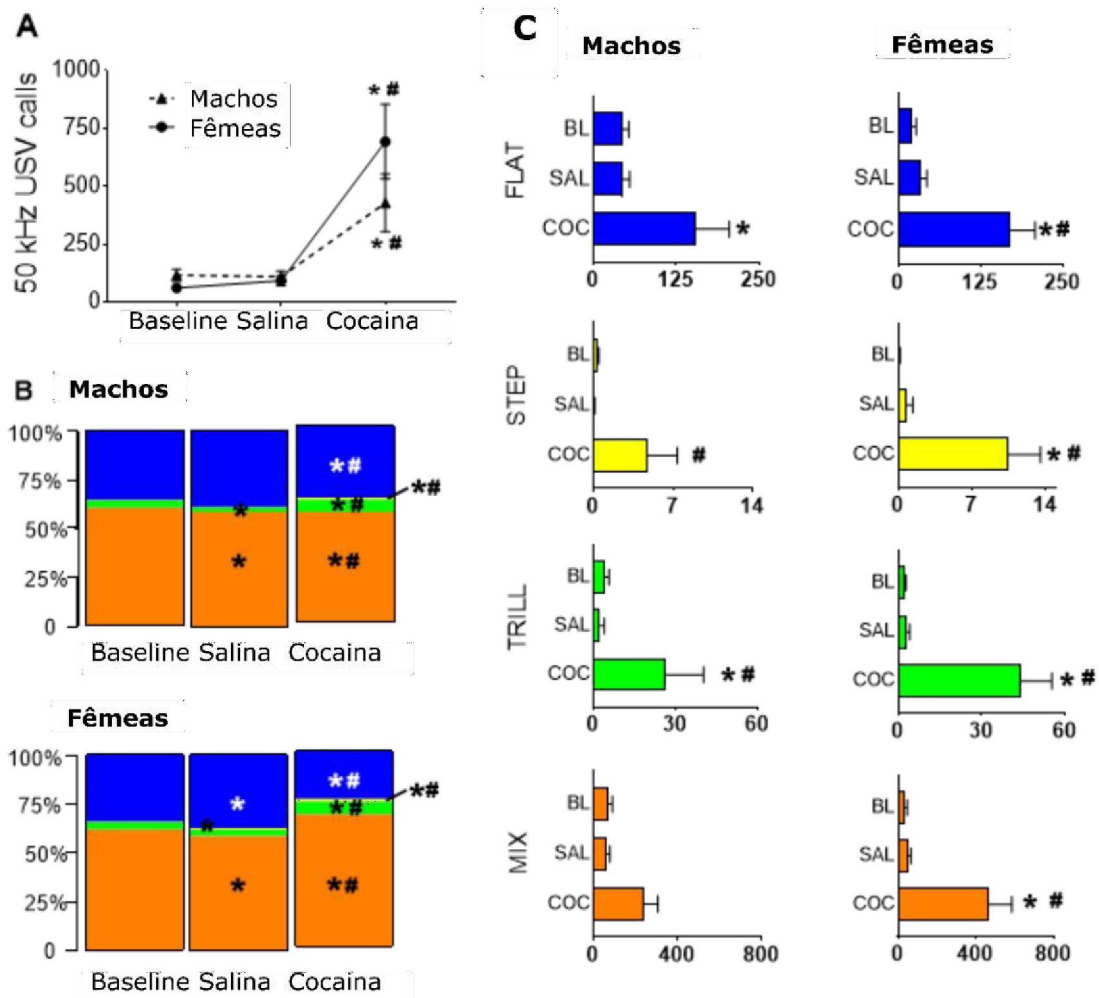 A
50 kHz USV calls
1000
750
500
250
0
Machos
Fêmeas
* #
* #
Baseline Salina Cocaina
B Machos
100%
75%
50%
25%
0
*
*
*#
*#
*#
*#
Baseline Salina Cocaina
Fêmeas
100%
75%
50%
25%
0
*
*
*
*#
*#
*#
*#
Baseline Salina Cocaina
C
Machos
Fêmeas
FLAT
BL
SAL
COC
*
0 125 250
BL
SAL
COC
*#
0 125 250
STEP
BL
SAL
COC
#
0 7 14
BL
SAL
COC
* #
0 7 14
TRILL
BL
SAL
COC
* #
0 30 60
BL
SAL
COC
* #
0 30 60
MIX
BL
SAL
COC
0 400 800
BL
SAL
COC
* #
0 400 800